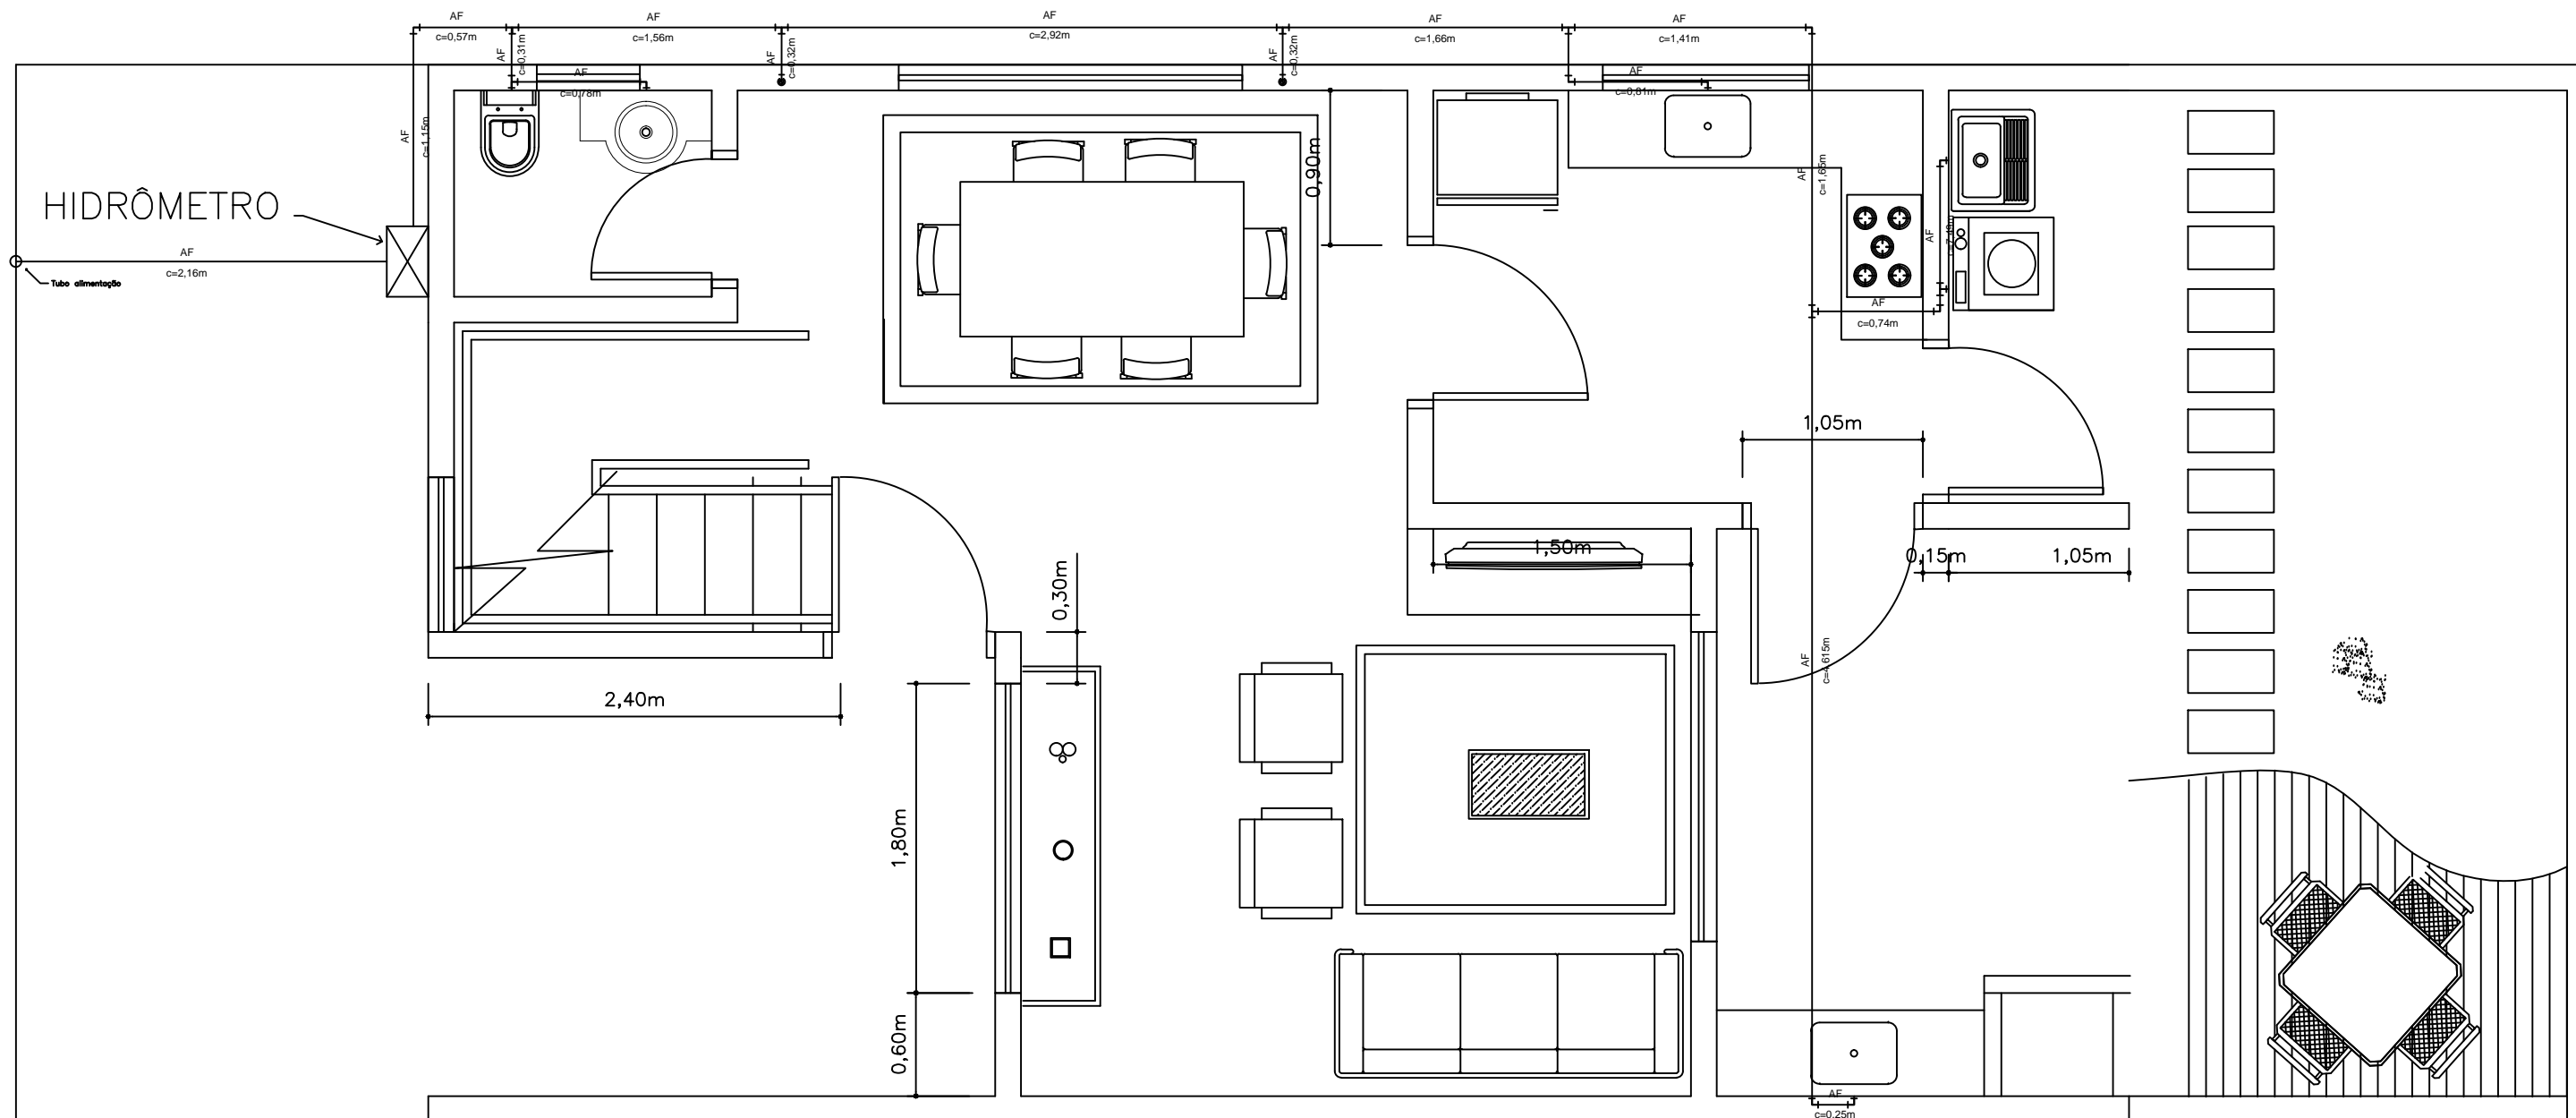 AF
c=0,57m
AF
c=1,56m
AF
c=2,92m
AF
c=1,66m
AF
c=1,41m
AF
c=0,31m
AF
c=0,78m
AF
c=0,32m
AF
c=0,32m
AF
c=0,81m
AF
c=1,15m
HIDRÔMETRO
AF
c=2,16m
Tubo alimentação
0,90m
AF
c=1,65m
AF
AF
c=0,74m
1,05m
1,50m
0,15m
1,05m
0,30m
AF
c=4,615m
2,40m
1,80m
0,60m
AF
c=0,25m